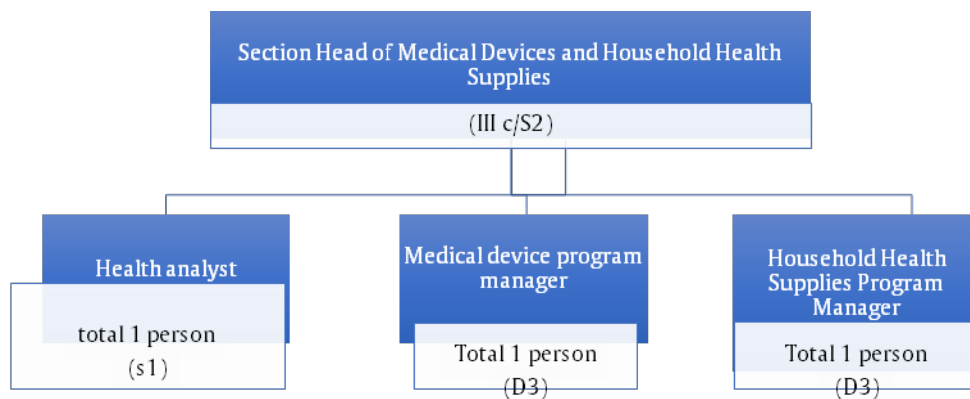 Section Head of Medical Devices and Household Health
Supplies
(III c/S2)
Health analyst
total 1 person
(s1)
Medical device program
manager
Total 1 person
(D3)
Household Health
Supplies Program
Manager
Total 1 person
(D3)